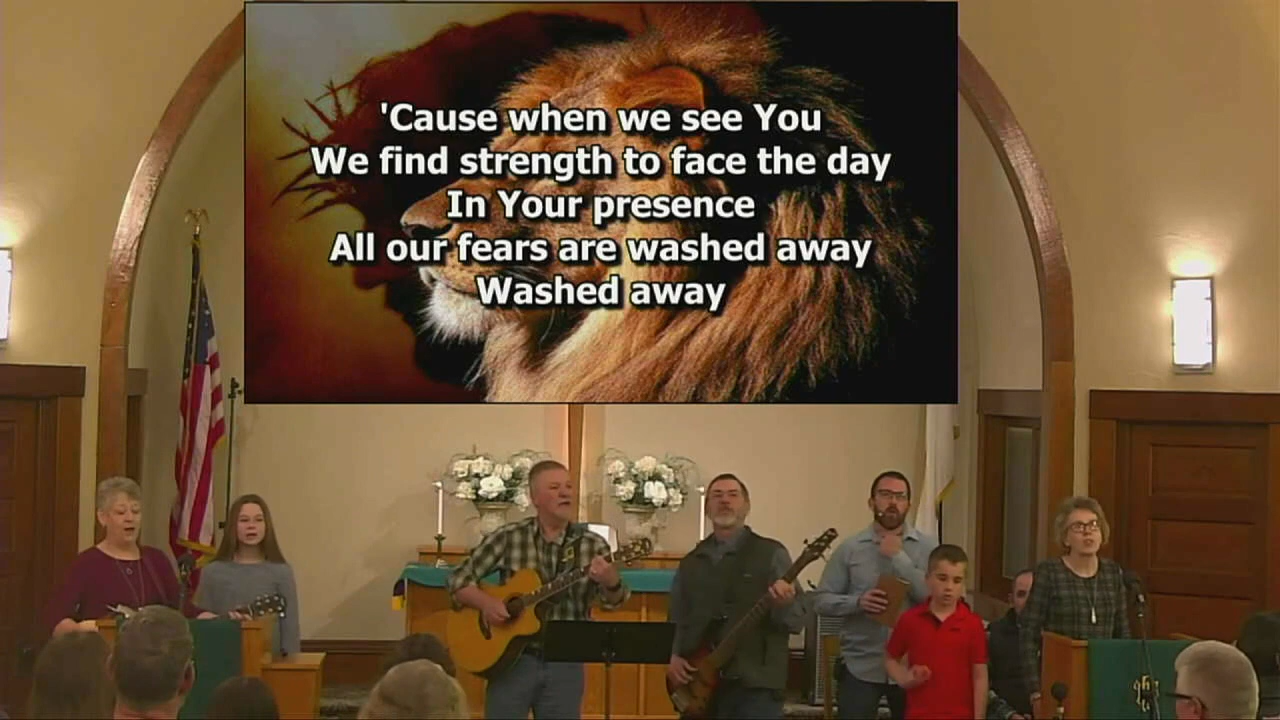 'Cause when we see You
We find strength to face the day
In Your presence
All our fears are washed away
Washed away